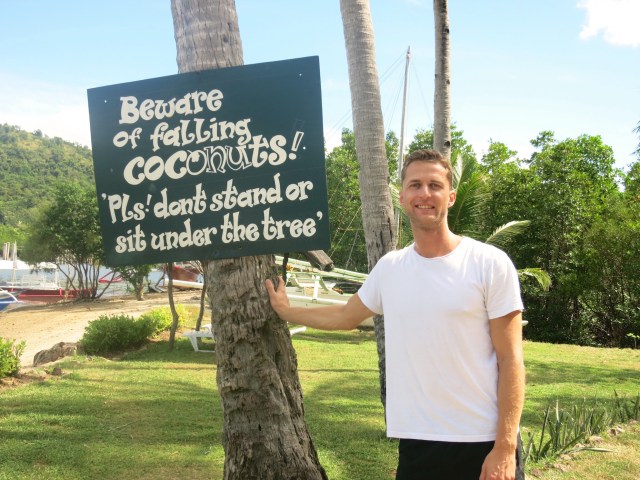 Beware
of falling
coconuts!
'Pls! dont stand or
sit under the tree'